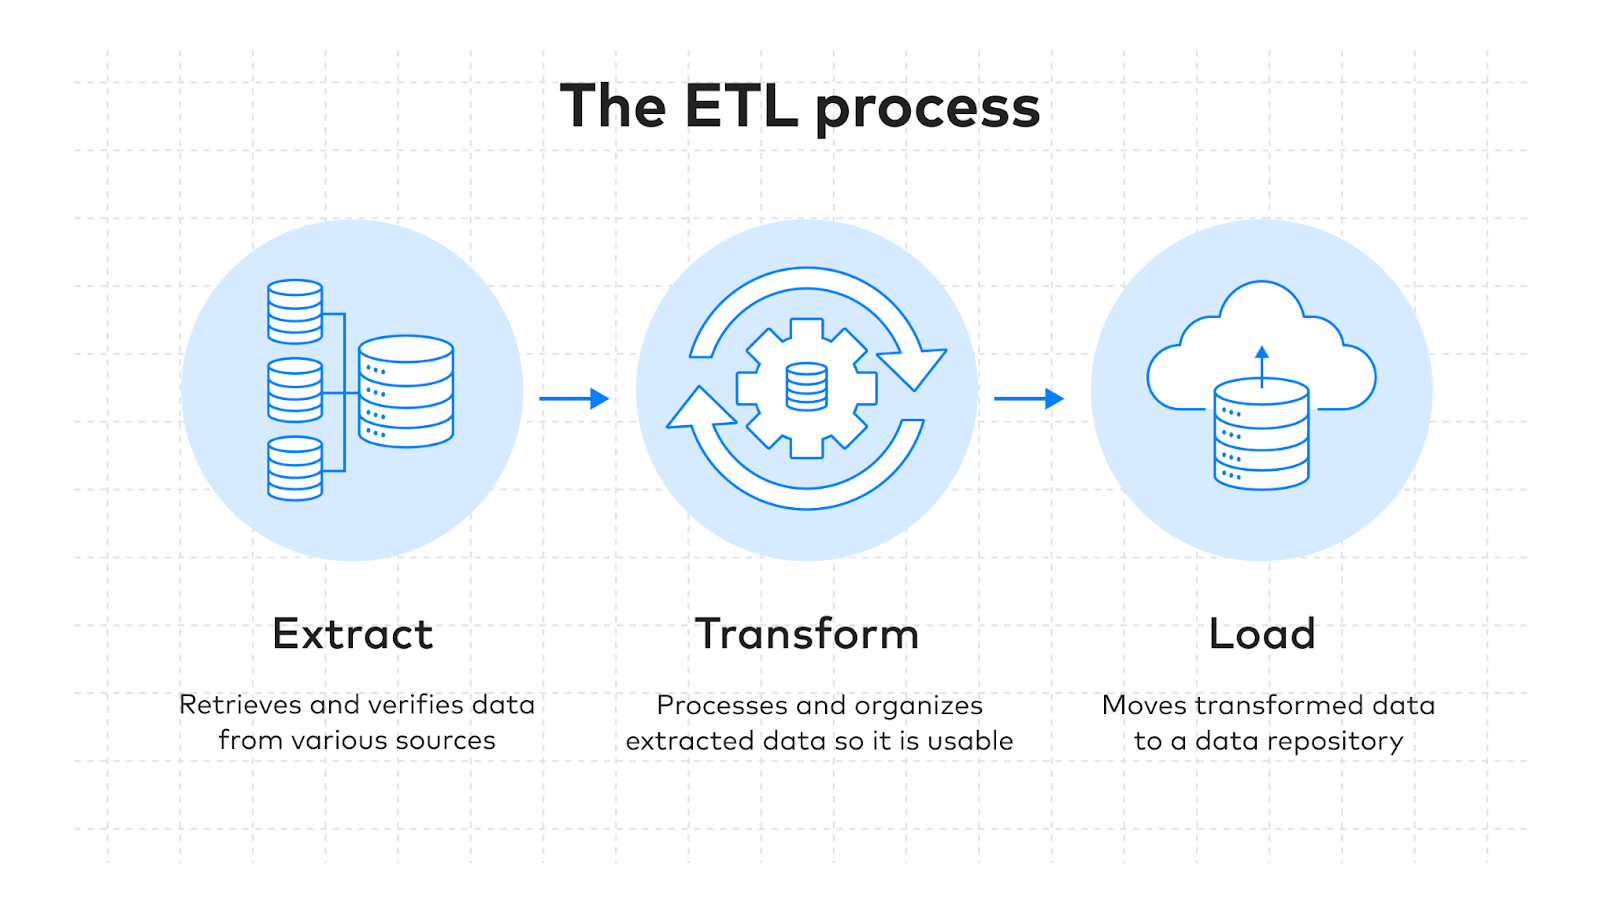 The ETL process
Extract
Retrieves and verifies data
from various sources
Transform
Processes and organizes
extracted data so it is usable
Load
Moves transformed data
to a data repository